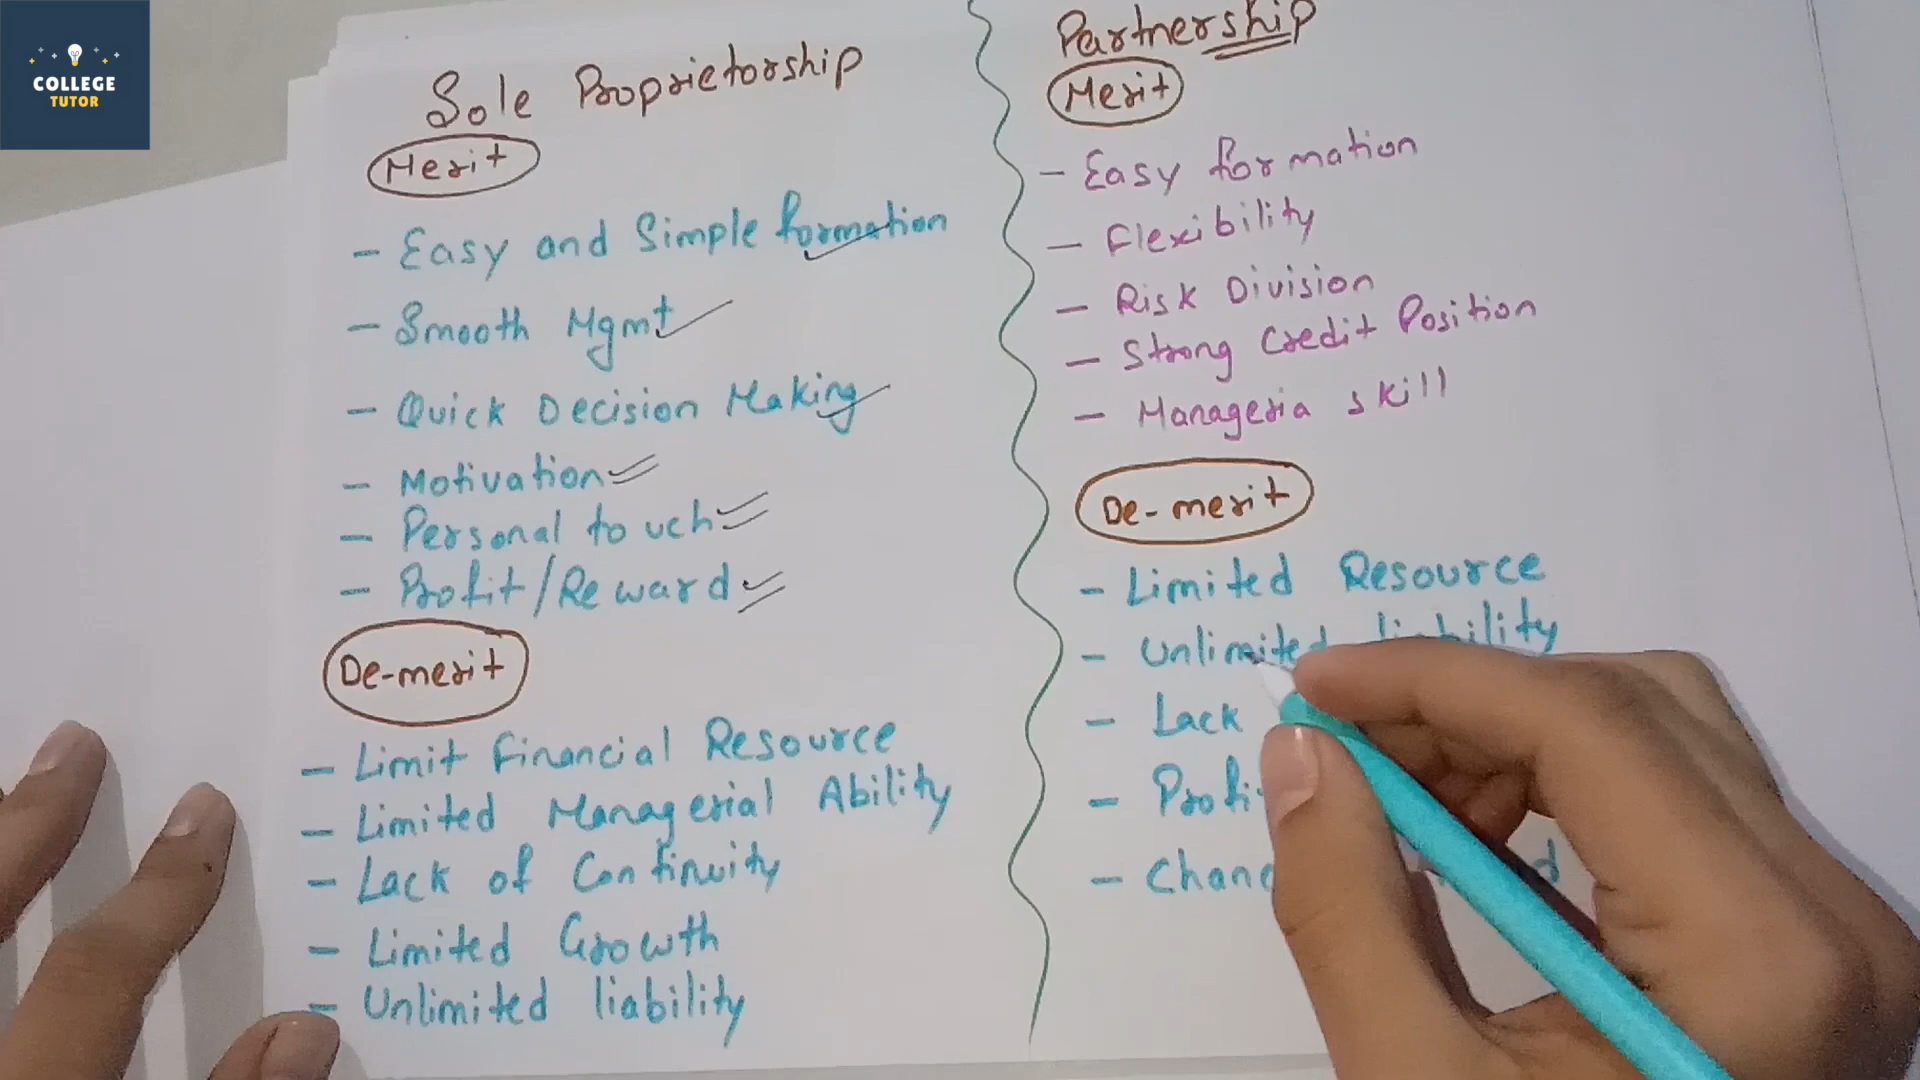 COLLEGE
TUTOR
Sole Proprietorship
Merit
- Easy and Simple formation
- Smooth Mgmt
- Quick Decision Making
- Motivation
- Personal touch
- Profit/Reward
De-merit
- Limit Financial Resource
- Limited Managerial Ability
- Lack of Continuity
- Limited Growth
- Unlimited liability
Partnership
Merit
- Easy formation
- Flexibility
- Risk Division
- Strong Credit Position
- Manageria skill
De-merit
- Limited Resource
- Unlimited liability
- Lack